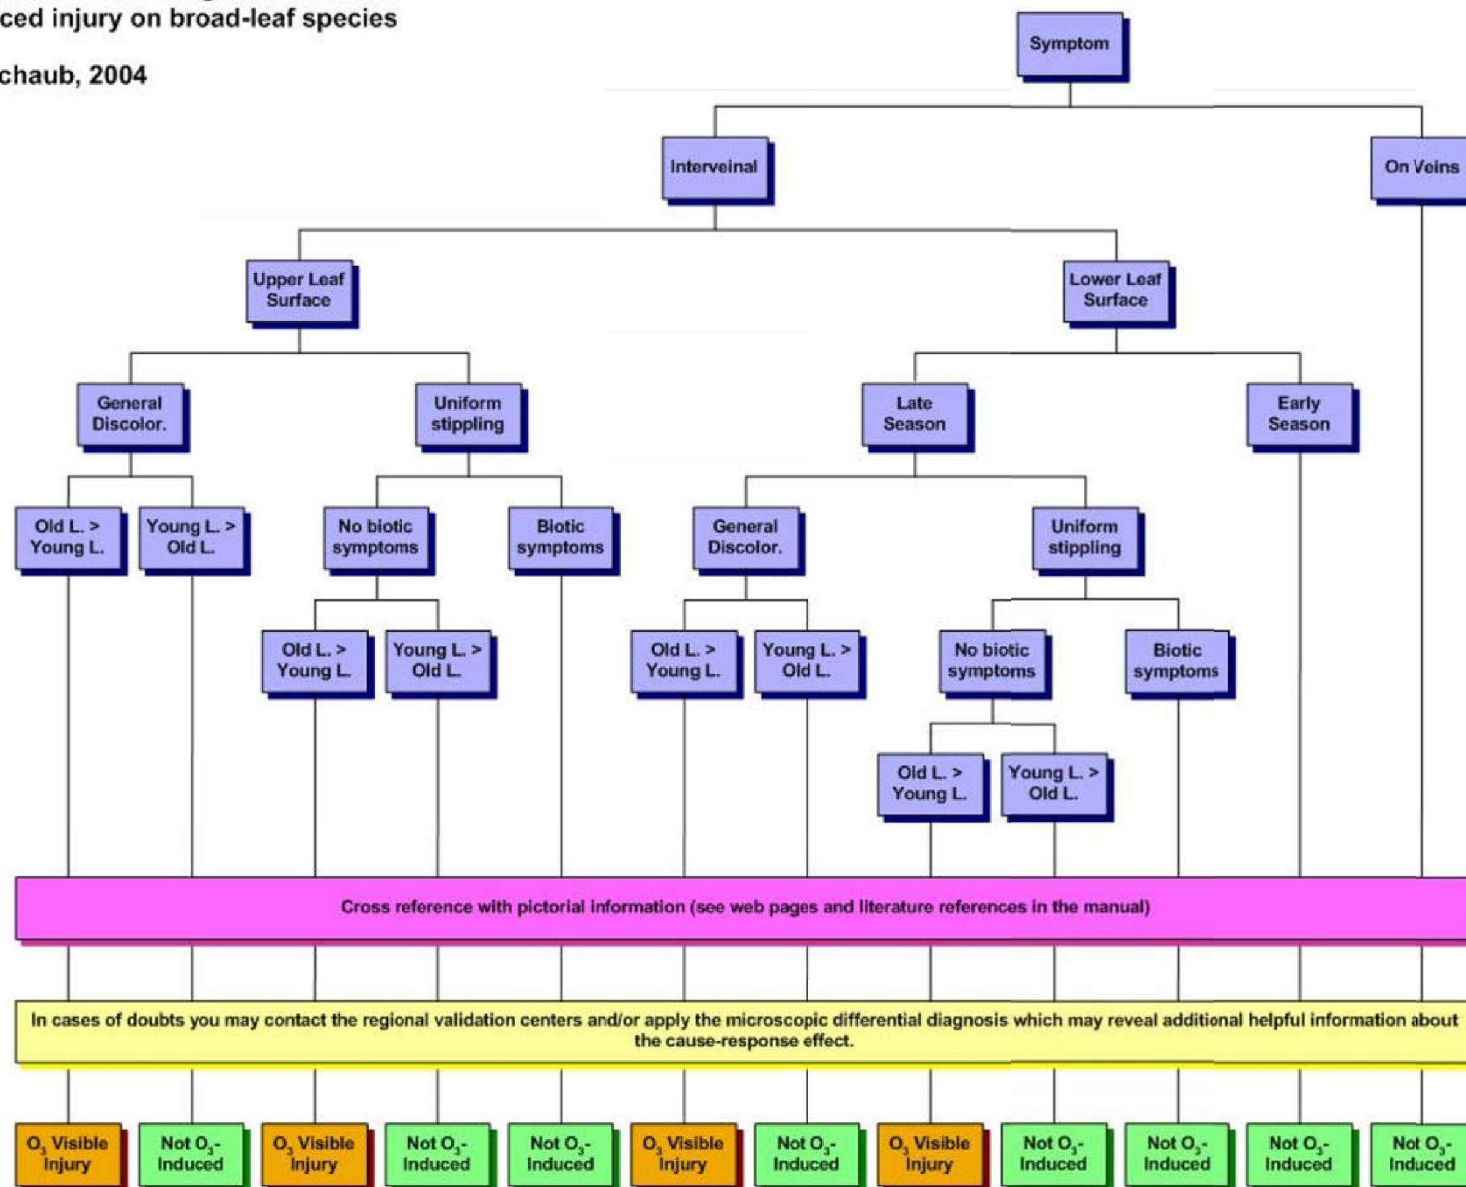 ced injury on broad-leaf species
chaub, 2004
Symptom
Interveinal
On Veins
Upper Leaf
Surface
Lower Leaf
Surface
General
Discolor.
Uniform
stippling
Late
Season
Early
Season
Old L. >
Young L.
Young L. >
Old L.
No biotic
symptoms
Biotic
symptoms
General
Discolor.
Uniform
stippling
Old L. >
Young L.
Young L. >
Old L.
Old L. >
Young L.
Young L. >
Old L.
No biotic
symptoms
Biotic
symptoms
Old L. >
Young L.
Young L. >
Old L.
Cross reference with pictorial information (see web pages and literature references in the manual)
In cases of doubts you may contact the regional validation centers and/or apply the microscopic differential diagnosis which may reveal additional helpful information about
the cause-response effect.
O3 Visible
Injury
Not O3-
Induced
O3 Visible
Injury
Not O3-
Induced
Not O3-
Induced
O3 Visible
Injury
Not O3-
Induced
O3 Visible
Injury
Not O3-
Induced
Not O3-
Induced
Not O3-
Induced
Not O3-
Induced